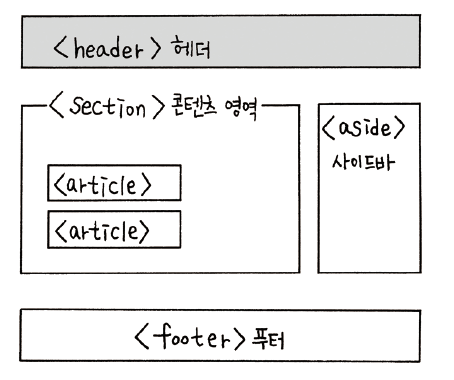 <header> 헤더
<section> 콘텐츠 영역
<article>
<article>
<aside>
사이드바
<footer> 푸터